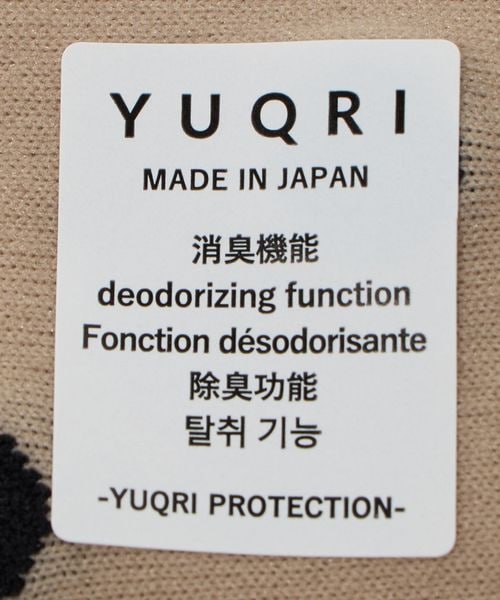 YUQRI
MADE IN JAPAN
消臭機能
deodorizing function
Fonction désodorisante
除臭功能
탈취 기능
-YUQRI PROTECTION-